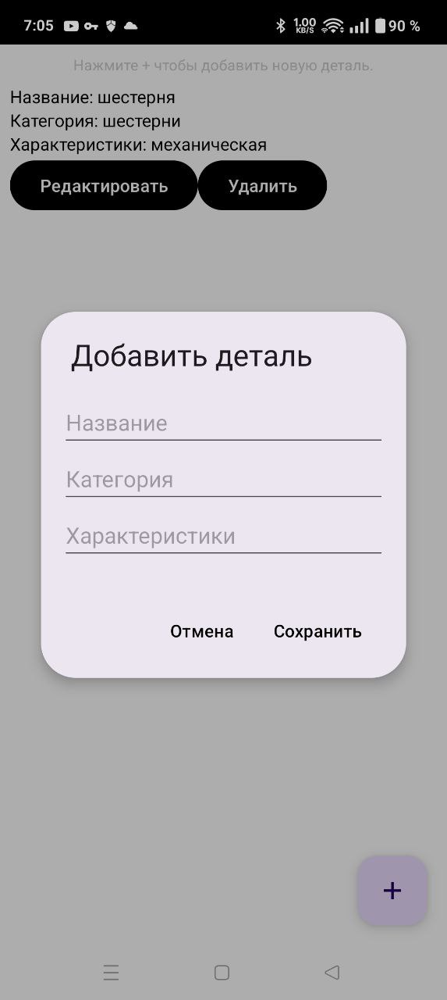 7:05 1.00 KB/S 90 %
Нажмите + чтобы добавить новую деталь.
Название: шестерня
Категория: шестерни
Характеристики: механическая
Редактировать Удалить
Добавить деталь
Название
Категория
Характеристики
Отмена Сохранить
+